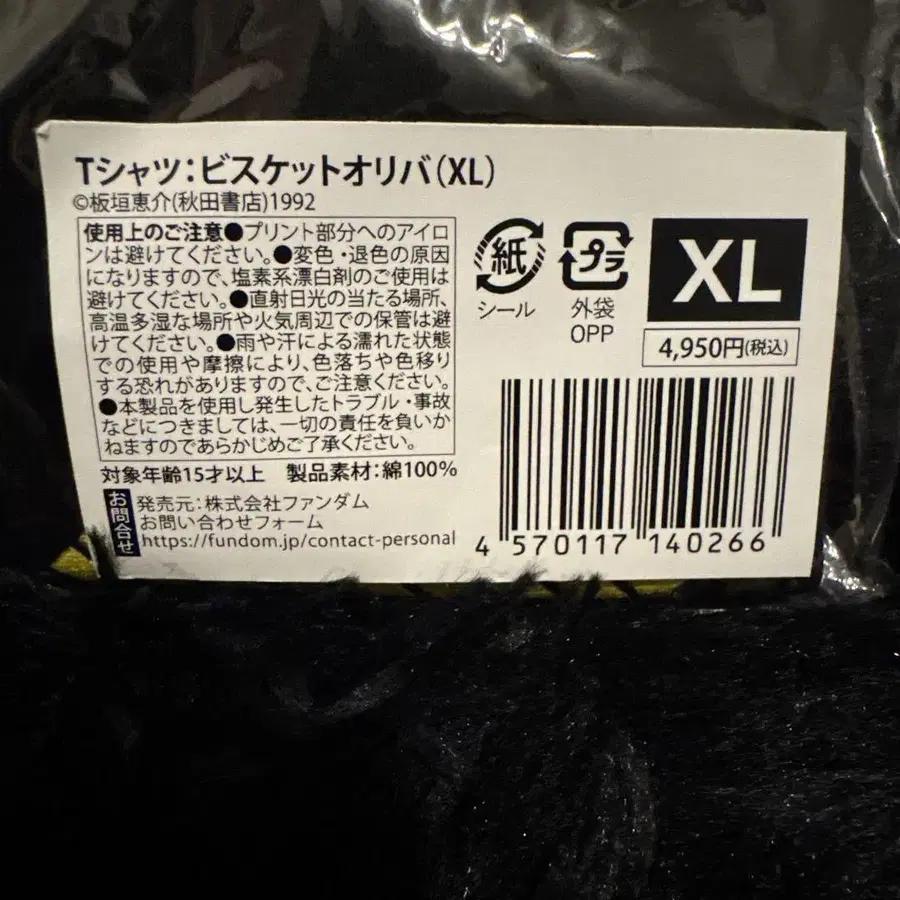 Tシャツ:ビスケットオリバ(XL)
©板垣恵介(秋田書店)1992
使用上のご注意●プリント部分へのアイロ
ンは避けてください。●変色・退色の原因
になりますので、塩素系漂白剤のご使用は
避けてください。●直射日光の当たる場所、
高温多湿な場所や火気周辺での保管は避
けてください。●雨や汗による濡れた状態
での使用や摩擦により、色落ちや色移り
する恐れがありますので、ご注意ください。
●本製品を使用し発生したトラブル・事故
などにつきましては、一切の責任を負いか
ねますのであらかじめご了承ください。
対象年齢15才以上 製品素材:綿100%
お問合せ
発売元:株式会社ファンダム
お問い合わせフォーム
https://fundom.jp/contact-personal
紙
シール
プラ
外袋
OPP
XL
4,950円(税込)
4 570117 140266